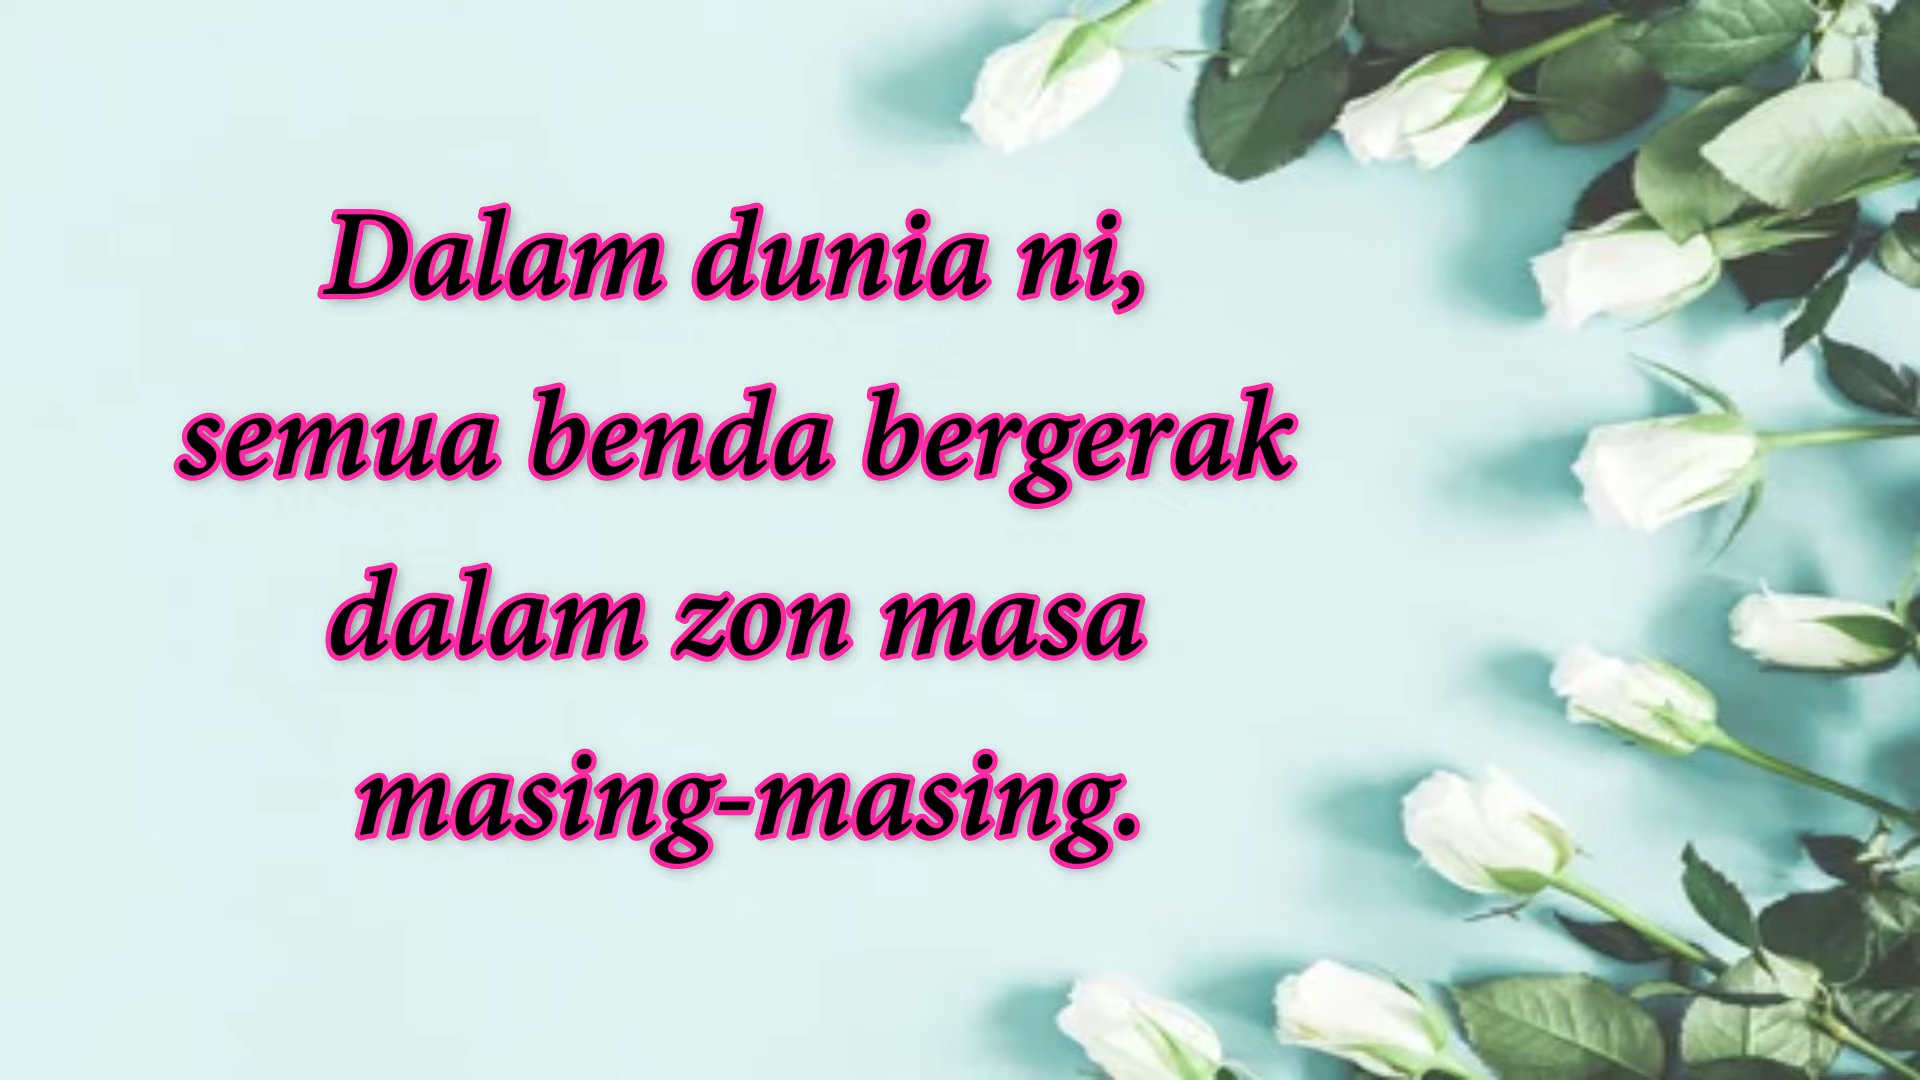 Dalam dunia ni,
semua benda bergerak
dalam zon masa
masing-masing.